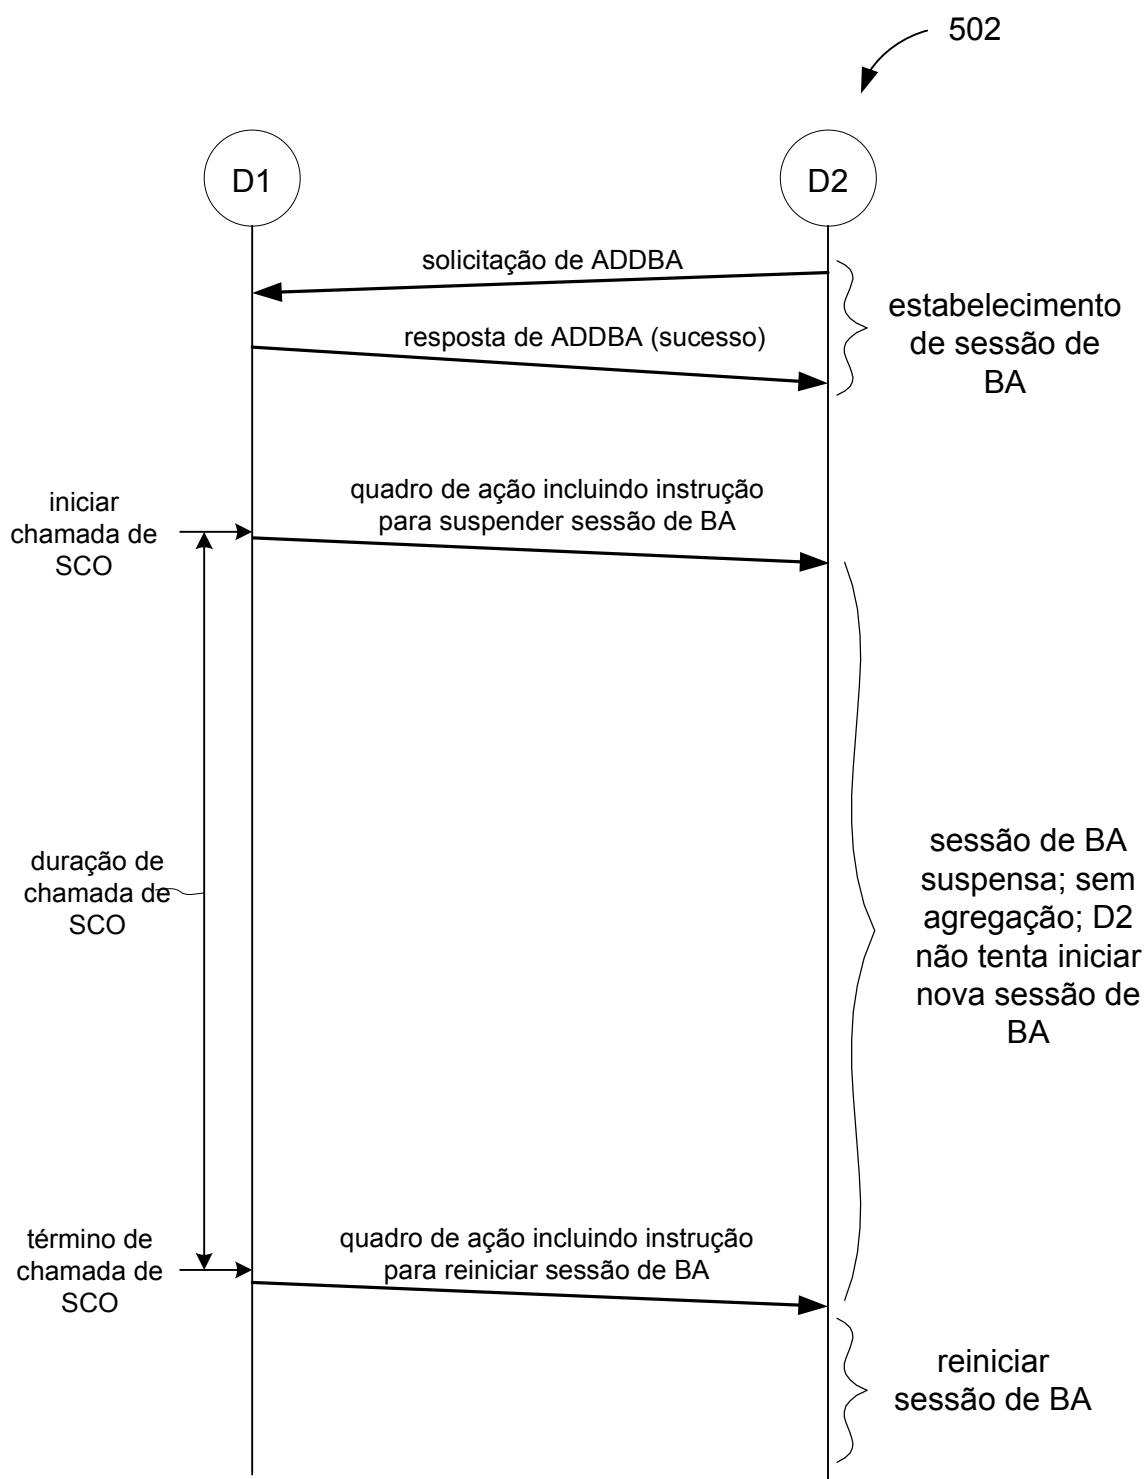 502
D1
D2
solicitação de ADDBA
resposta de ADDBA (sucesso)
estabelecimento
de sessão de
BA
iniciar
chamada de
SCO
quadro de ação incluindo instrução
para suspender sessão de BA
duração de
chamada de
SCO
sessão de BA
suspensa; sem
agregação; D2
não tenta iniciar
nova sessão de
BA
término de
chamada de
SCO
quadro de ação incluindo instrução
para reiniciar sessão de BA
reiniciar
sessão de BA